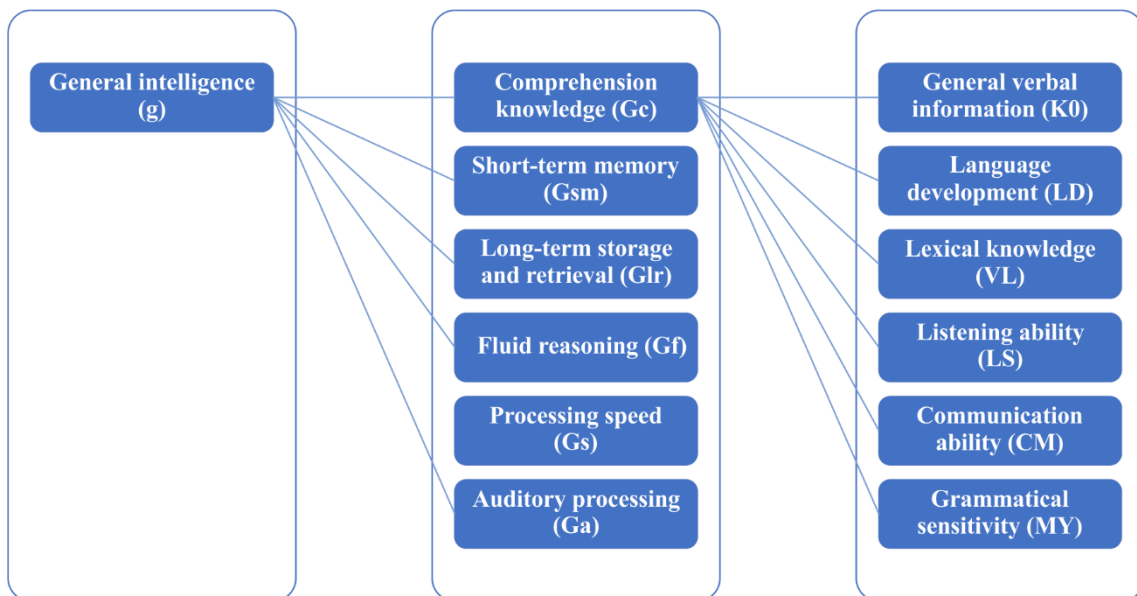 General intelligence
(g)
Comprehension
knowledge (Gc)
Short-term memory
(Gsm)
Long-term storage
and retrieval (Glr)
Fluid reasoning (Gf)
Processing speed
(Gs)
Auditory processing
(Ga)
General verbal
information (K0)
Language
development (LD)
Lexical knowledge
(VL)
Listening ability
(LS)
Communication
ability (CM)
Grammatical
sensitivity (MY)